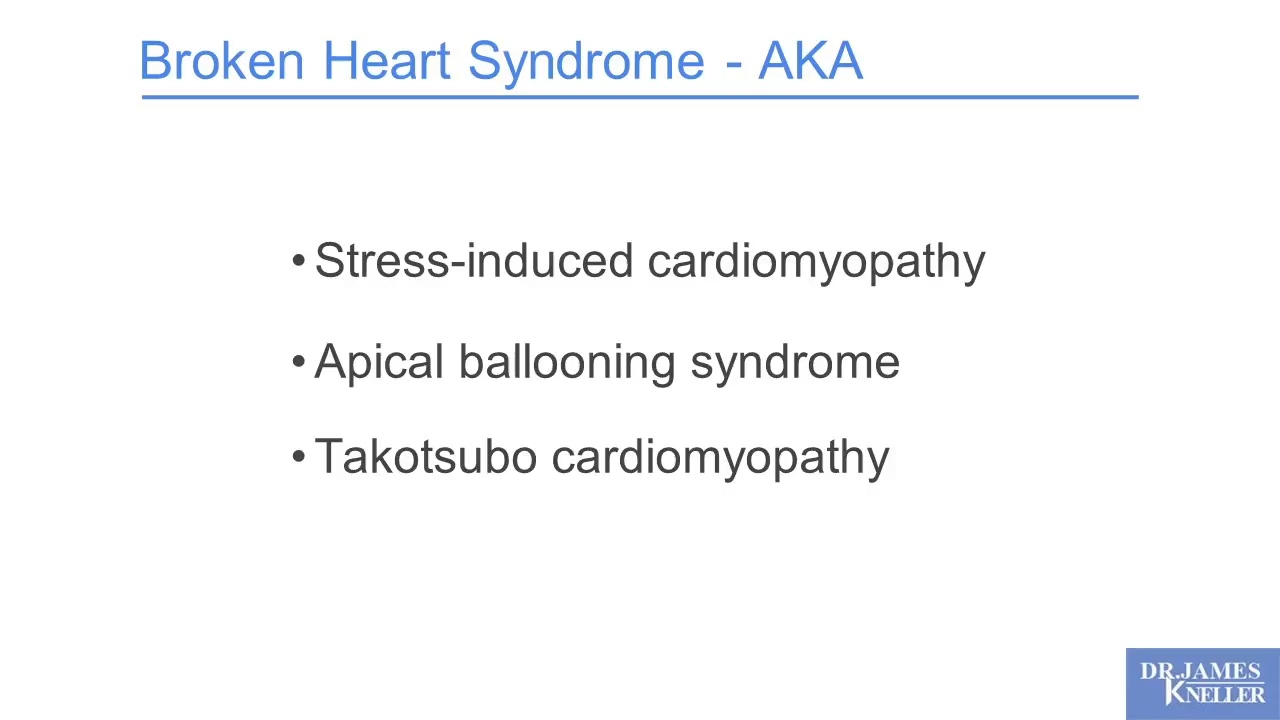 Broken Heart Syndrome - AKA
• Stress-induced cardiomyopathy
• Apical ballooning syndrome
• Takotsubo cardiomyopathy
DR.JAMES
KNELLER